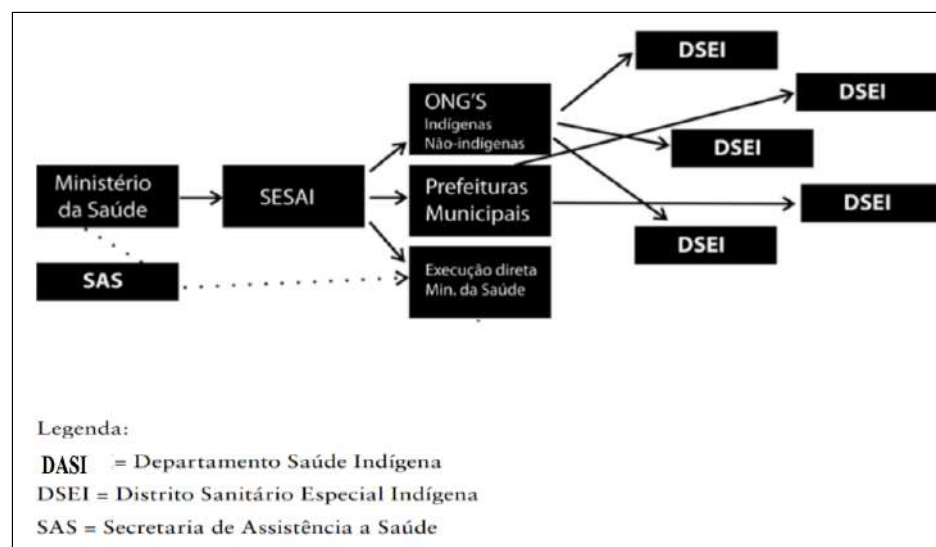 DSEI
ONG'S
Indígenas
Não-indígenas
DSEI
DSEI
Ministério
da Saúde
SESAI
Prefeituras
Municipais
DSEI
DSEI
SAS
Execução direta
Min. da Saúde
Legenda:
DASI = Departamento Saúde Indígena
DSEI = Distrito Sanitário Especial Indígena
SAS = Secretaria de Assistência a Saúde